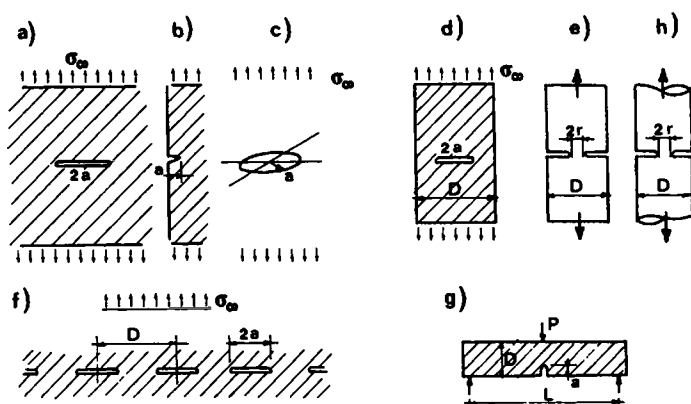 a)
b)
c)
d)
e)
h)
σ∞
σ∞
σ∞
2a
a
a
2a
D
2r
D
2r
D
f)
σ∞
D
2a
g)
P
D
a
L